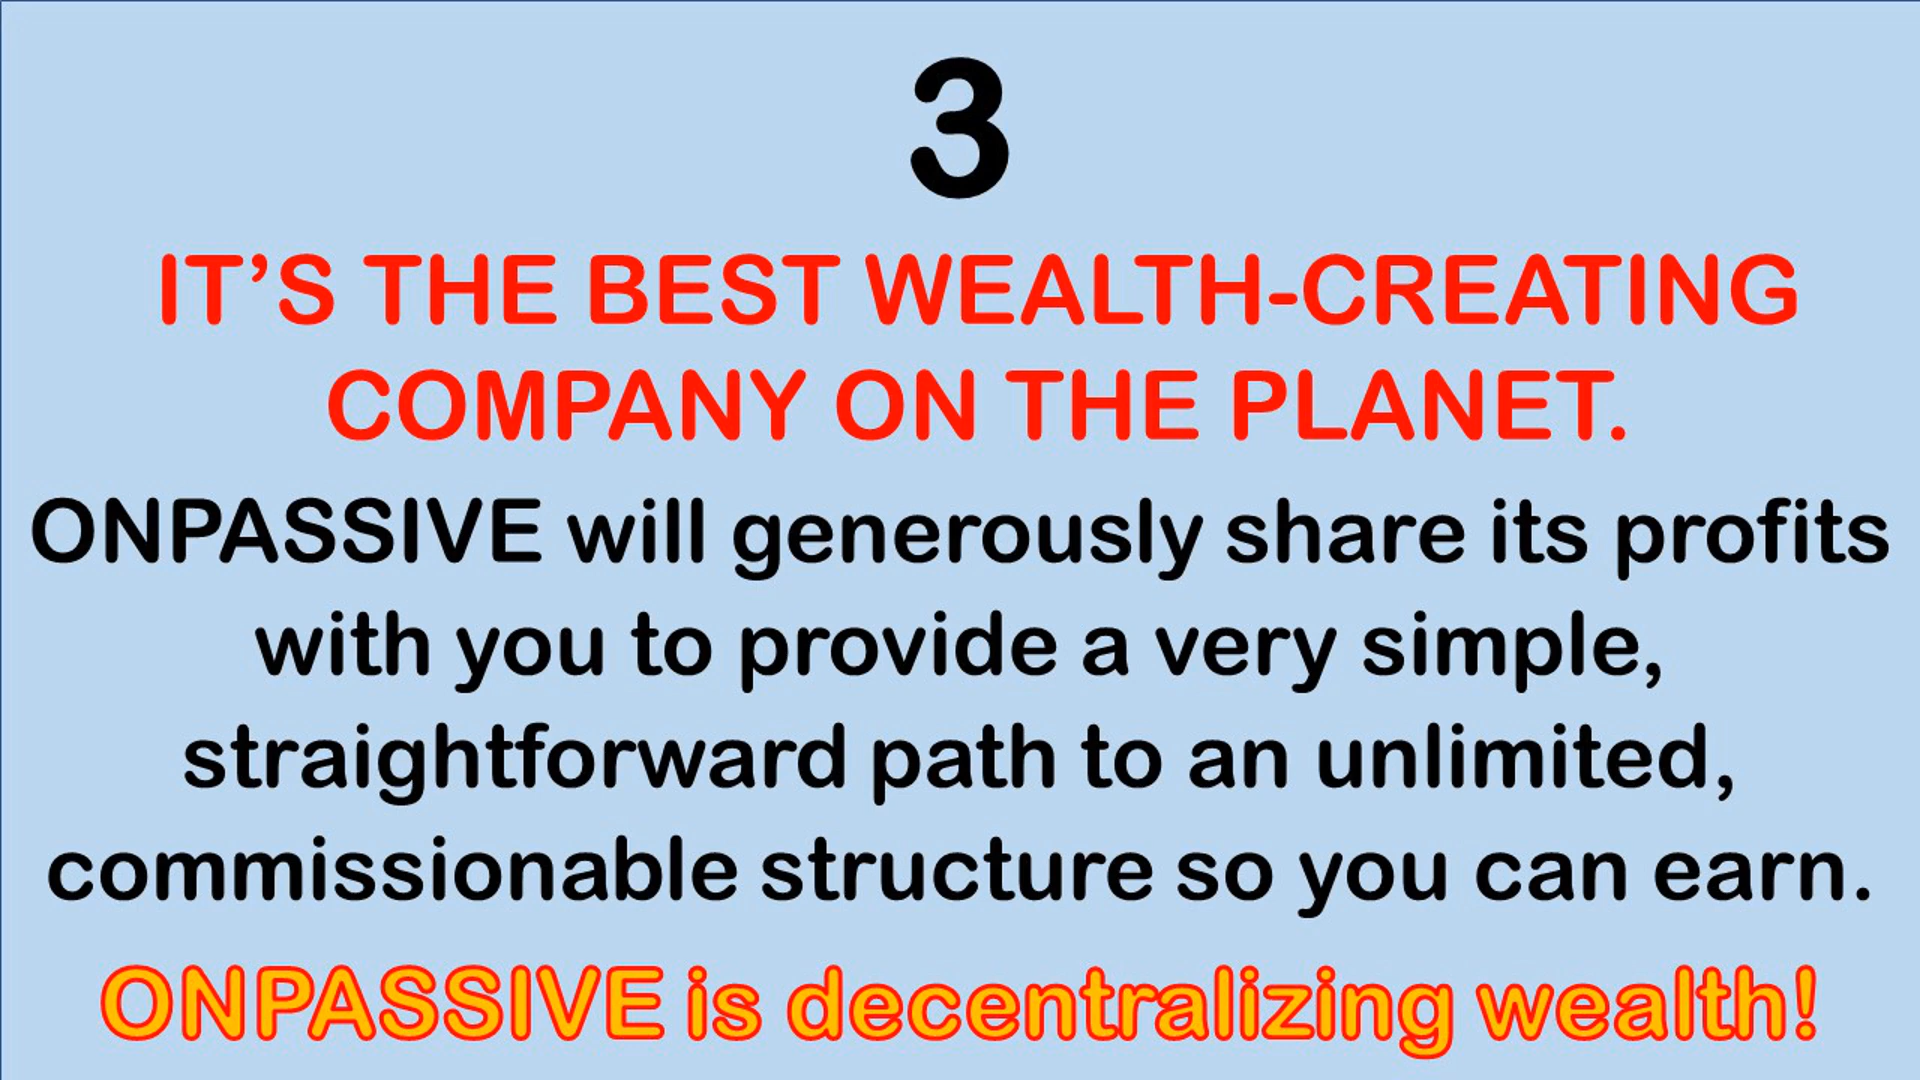 3
IT’S THE BEST WEALTH-CREATING
COMPANY ON THE PLANET.
ONPASSIVE will generously share its profits
with you to provide a very simple,
straightforward path to an unlimited,
commissionable structure so you can earn.
ONPASSIVE is decentralizing wealth!